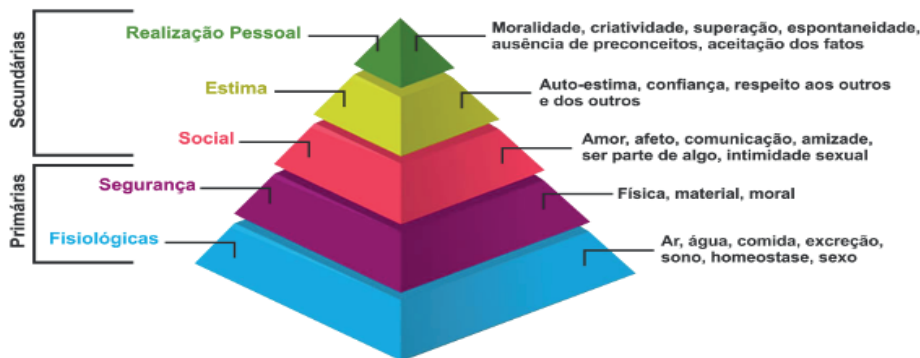 Secundárias
Realização Pessoal
Moralidade, criatividade, superação, espontaneidade,
ausência de preconceitos, aceitação dos fatos
Estima
Auto-estima, confiança, respeito aos outros
e dos outros
Social
Amor, afeto, comunicação, amizade,
ser parte de algo, intimidade sexual
Primárias
Segurança
Física, material, moral
Fisiológicas
Ar, água, comida, excreção,
sono, homeostase, sexo